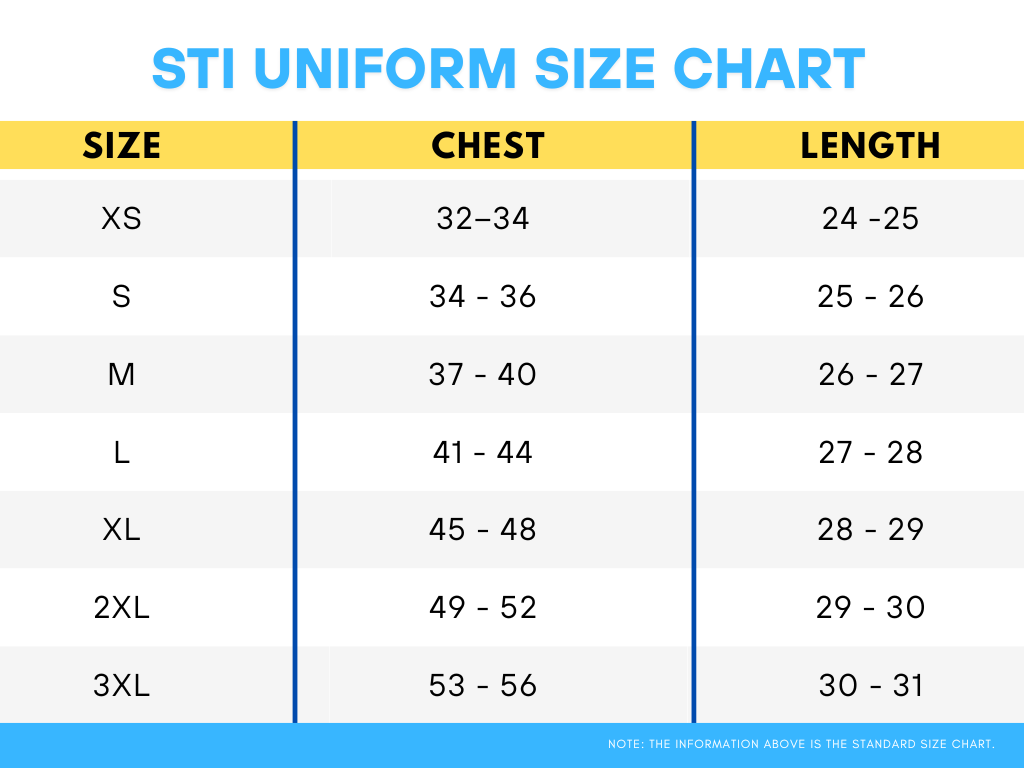 STI UNIFORM SIZE CHART
SIZE CHEST LENGTH
XS 32–34 24 -25
S 34 - 36 25 - 26
M 37 - 40 26 - 27
L 41 - 44 27 - 28
XL 45 - 48 28 - 29
2XL 49 - 52 29 - 30
3XL 53 - 56 30 - 31
NOTE: THE INFORMATION ABOVE IS THE STANDARD SIZE CHART.